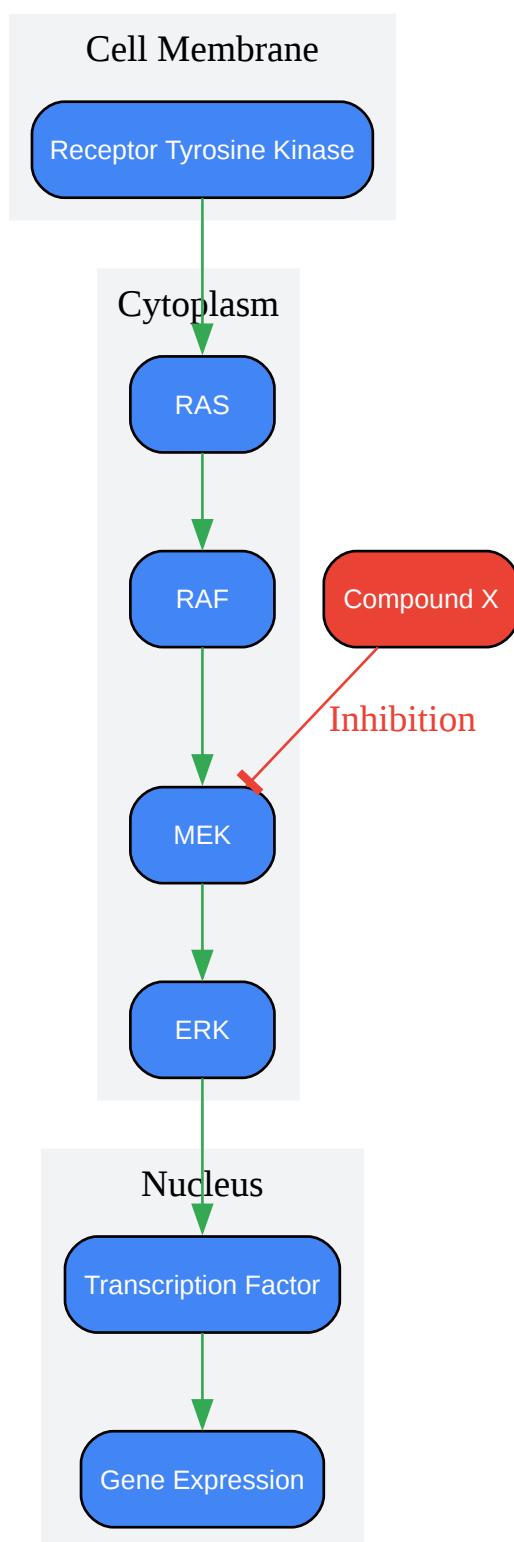 Cell Membrane
Receptor Tyrosine Kinase
Cytoplasm
RAS
RAF
Compound X
Inhibition
MEK
ERK
Nucleus
Transcription Factor
Gene Expression